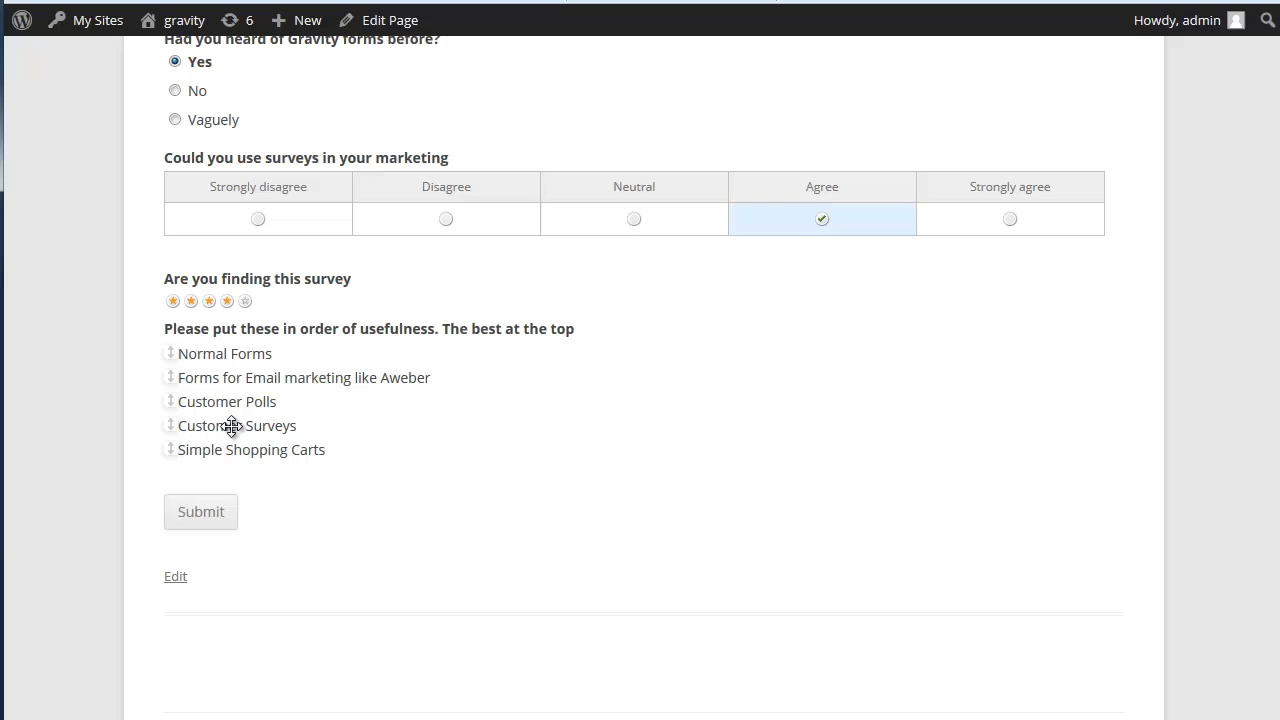 My Sites gravity 6 New Edit Page Howdy, admin
Had you heard of Gravity forms before?
Yes
No
Vaguely
Could you use surveys in your marketing
Strongly disagree Disagree Neutral Agree Strongly agree
Are you finding this survey
Please put these in order of usefulness. The best at the top
Normal Forms
Forms for Email marketing like Aweber
Customer Polls
Customer Surveys
Simple Shopping Carts
Submit
Edit